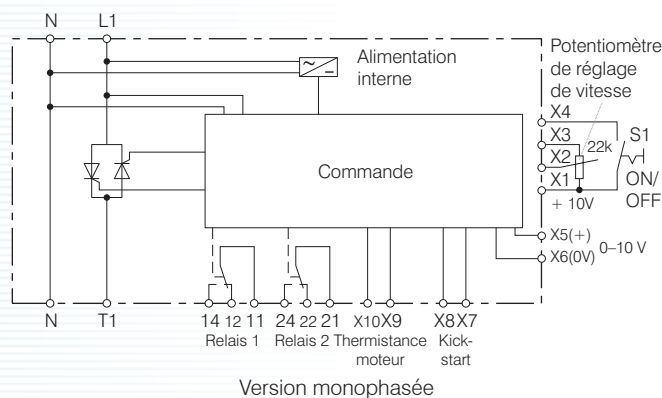 N L1
Alimentation
interne
Potentiomètre
de réglage
de vitesse
X4
X3
S1
22k
X2
X1
ON/
OFF
+ 10V
Commande
X5(+)
0–10 V
X6(0V)
N T1 14 12 11 24 22 21 X10 X9 X8 X7
Relais 1 Relais 2 Thermistance Kick-
moteur start
Version monophasée